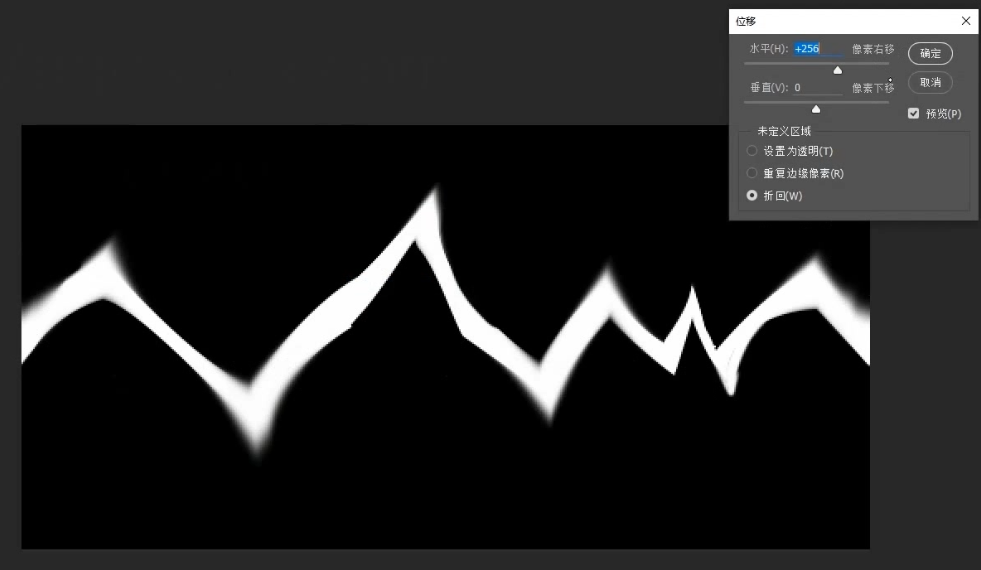 位移
水平(H): +256 像素右移
确定
垂直(V): 0 像素下移
取消
预览(P)
未定义区域
设置为透明(T)
重复边缘像素(R)
折回(W)